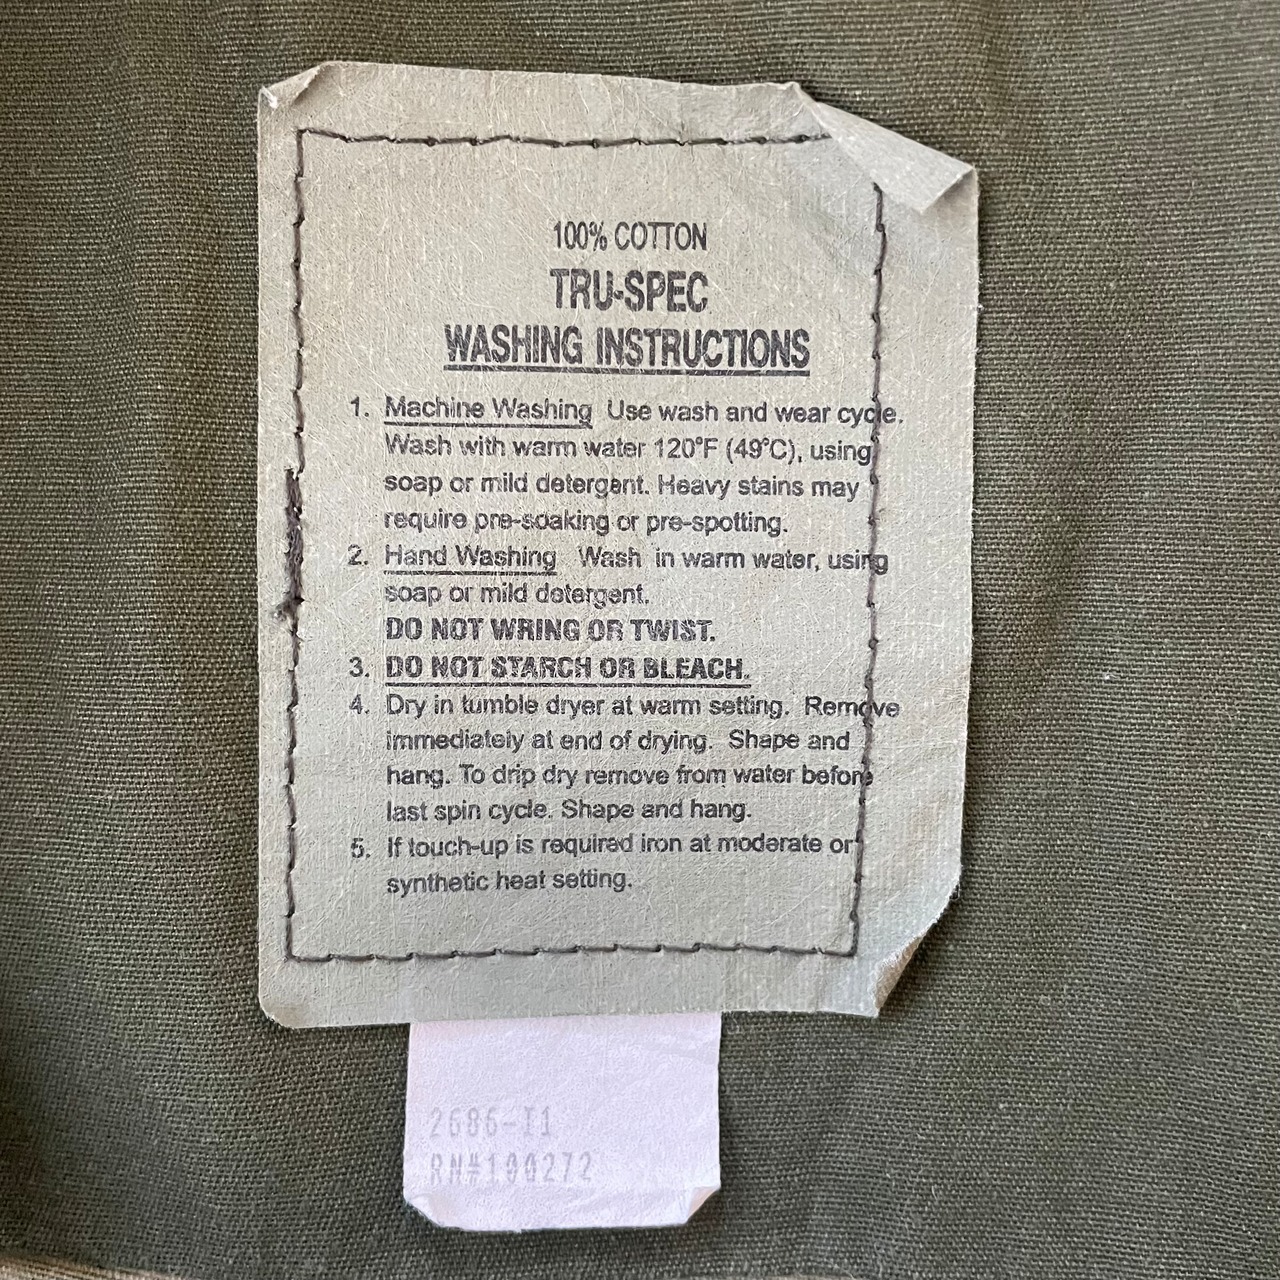 100% COTTON
TRU-SPEC
WASHING INSTRUCTIONS
1. Machine Washing Use wash and wear cycle.
Wash with warm water 120°F (49°C), using
soap or mild detergent. Heavy stains may
require pre-soaking or pre-spotting.
2. Hand Washing Wash in warm water, using
soap or mild detergent.
DO NOT WRING OR TWIST.
3. DO NOT STARCH OR BLEACH.
4. Dry in tumble dryer at warm setting. Remove
immediately at end of drying. Shape and
hang. To drip dry remove from water before
last spin cycle. Shape and hang.
5. If touch-up is required iron at moderate or
synthetic heat setting.
2686-I1
RN#100272